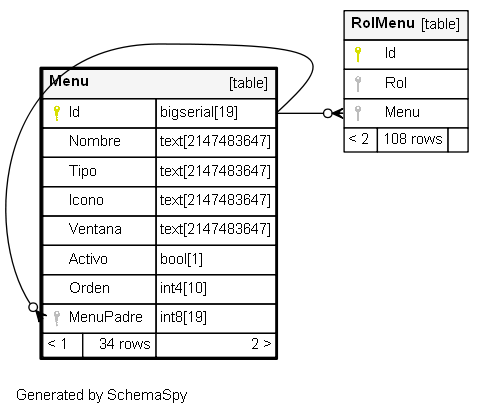 Menu [table]
Id bigserial[19]
Nombre text[2147483647]
Tipo text[2147483647]
Icono text[2147483647]
Ventana text[2147483647]
Activo bool[1]
Orden int4[10]
MenuPadre int8[19]
< 1 34 rows 2 >
RolMenu [table]
Id
Rol
Menu
< 2 108 rows
Generated by SchemaSpy